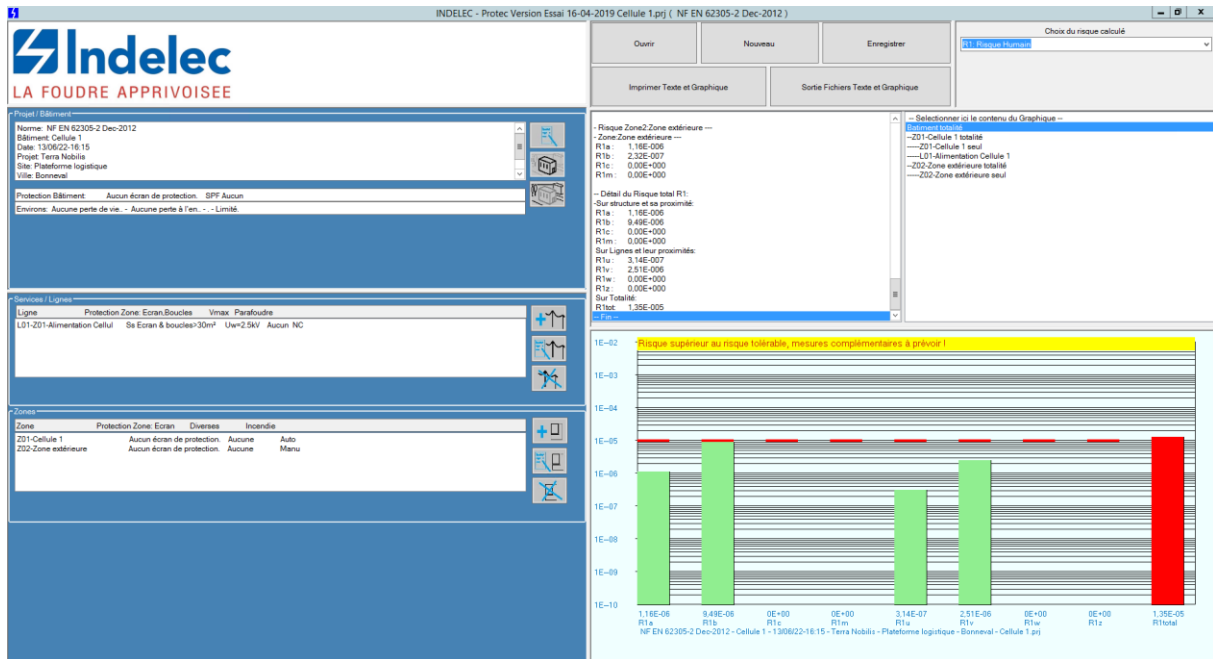 INDELEC - Protec Version Essai 16-04-2019 Cellule 1.prj ( NF EN 62305-2 Dec-2012 )
Indelec
LA FOUDRE APPRIVOISEE
Ouvrir
Nouveau
Enregistrer
Choix du risque calculé
R1: Risque Humain
Imprimer Texte et Graphique
Sortie Fichiers Texte et Graphique
Projet / Bâtiment
Norme: NF EN 62305-2 Dec-2012
Bâtiment: Cellule 1
Date: 13/06/22-16:15
Projet: Terra Nobilis
Site: Plateforme logistique
Ville: Bonneval
Protection Bâtiment: Aucun écran de protection. SPF Aucun
Environs: Aucune perte de vie.. - Aucune perte à l'en.. - . - Limité.
Services / Lignes
Ligne Protection Zone: Ecran,Boucles Vmax Parafoudre
L01-Z01-Alimentation Cellul Ss Ecran & boucles>30m² Uw=2.5kV Aucun NC
Zones
Zone Protection Zone: Ecran Diverses Incendie
Z01-Cellule 1 Aucun écran de protection. Aucune Auto
Z02-Zone extérieure Aucun écran de protection. Aucune Manu
- Risque Zone2:Zone extérieure ---
- Zone:Zone extérieure ---
R1a : 1,16E-006
R1b : 2,32E-007
R1c : 0,00E+000
R1m : 0,00E+000
-- Détail du Risque total R1:
-Sur structure et sa proximité:
R1a : 1,16E-006
R1b : 9,49E-006
R1c : 0,00E+000
R1m : 0,00E+000
Sur Lignes et leur proximités:
R1u : 3,14E-007
R1v : 2,51E-006
R1w : 0,00E+000
R1z : 0,00E+000
Sur Totalité:
R1tot: 1,35E-005
-- Fin --
-- Selectionner ici le contenu du Graphique --
Batiment totalité
--Z01-Cellule 1 totalité
-----Z01-Cellule 1 seul
-----L01-Alimentation Cellule 1
--Z02-Zone extérieure totalité
-----Z02-Zone extérieure seul
Risque supérieur au risque tolérable, mesures complémentaires à prévoir !
1E-02
1E-03
1E-04
1E-05
1E-06
1E-07
1E-08
1E-09
1E-10
1,16E-06 9,49E-06 0E+00 0E+00 3,14E-07 2,51E-06 0E+00 0E+00 1,35E-05
R1a R1b R1c R1m R1u R1v R1w R1z R1total
NF EN 62305-2 Dec-2012 - Cellule 1 - 13/06/22-16:15 - Terra Nobilis - Plateforme logistique - Bonneval - Cellule 1.prj